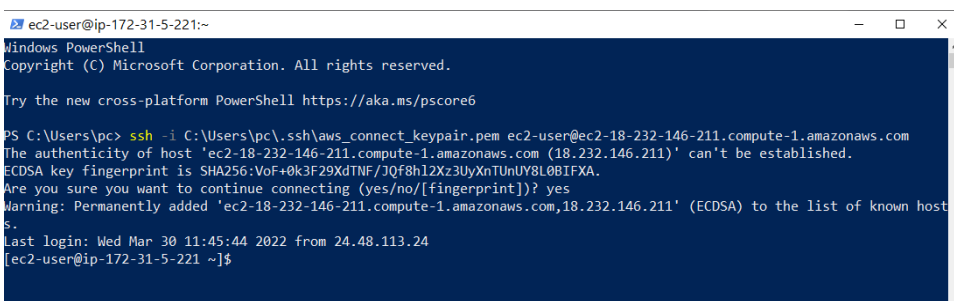 ec2-user@ip-172-31-5-221:~
Windows PowerShell
Copyright (C) Microsoft Corporation. All rights reserved.
Try the new cross-platform PowerShell https://aka.ms/pscore6
PS C:\Users\pc> ssh -i C:\Users\pc\.ssh\aws_connect_keypair.pem ec2-user@ec2-18-232-146-211.compute-1.amazonaws.com
The authenticity of host 'ec2-18-232-146-211.compute-1.amazonaws.com (18.232.146.211)' can't be established.
ECDSA key fingerprint is SHA256:VoF+0k3F29XdTNF/JQf8hl2Xz3UyXnTUnUY8L0BIFXA.
Are you sure you want to continue connecting (yes/no/[fingerprint])? yes
Warning: Permanently added 'ec2-18-232-146-211.compute-1.amazonaws.com,18.232.146.211' (ECDSA) to the list of known host
s.
Last login: Wed Mar 30 11:45:44 2022 from 24.48.113.24
[ec2-user@ip-172-31-5-221 ~]$